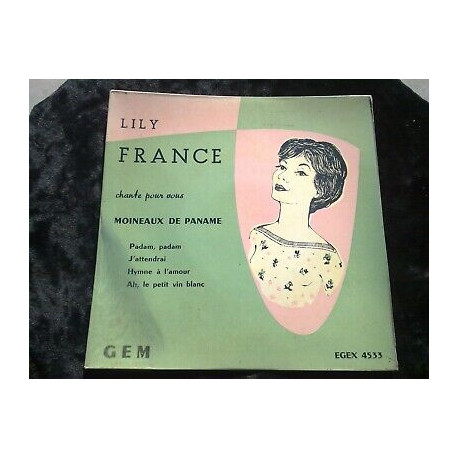 LILY
FRANCE
chante pour vous
MOINEAUX DE PANAME
Padam, padam
J'attendrai
Hymne à l'amour
Ah, le petit vin blanc
GEM
EGEX 4533